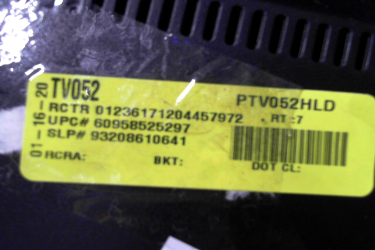 TV052
PTV052HLD
RCTR 01236171204457972 . RT :7
UPC# 60958525297
SLP# 93208610641
RCRA: BKT: DOT CL:
01-16-20